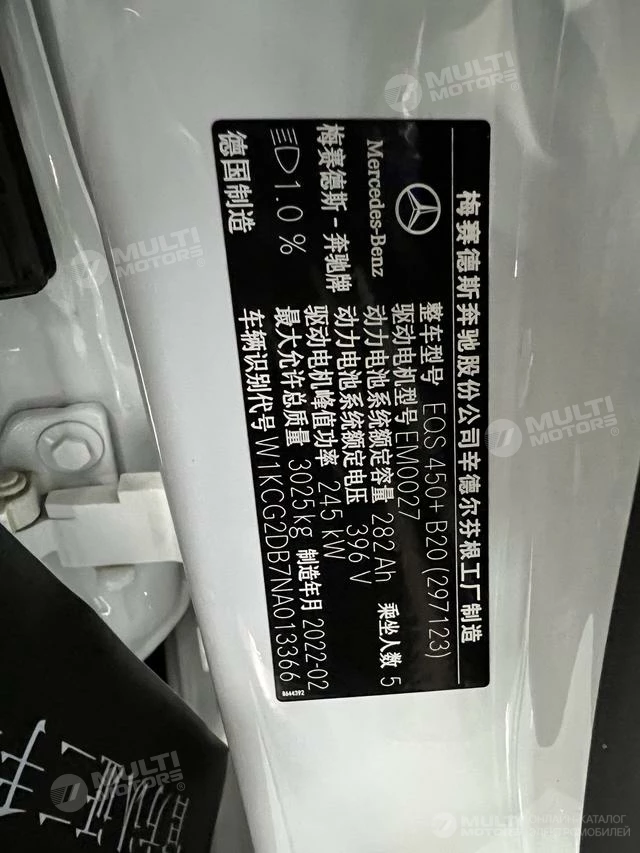 梅赛德斯奔驰股份公司辛德尔芬根工厂制造
Mercedes-Benz
整车型号 EQS 450+ B20 (297123)
驱动电机型号 EM0027
动力电池系统额定容量 282Ah 乘坐人数 5
梅赛德斯-奔驰牌
动力电池系统额定电压 396V
驱动电机峰值功率 245 kW
1.0 %
最大允许总质量 3025kg 制造年月 2022-02
德国制造
车辆识别代号 W1KCG2DB7NA013366
8644392
MULTI
MOTORS
MULTI
MOTORS
MULTI
MOTORS
MULTI
MOTORS
MULTI
MOTORS
ОНЛАЙН-КАТАЛОГ
ЭЛЕКТРОМОБИЛЕЙ